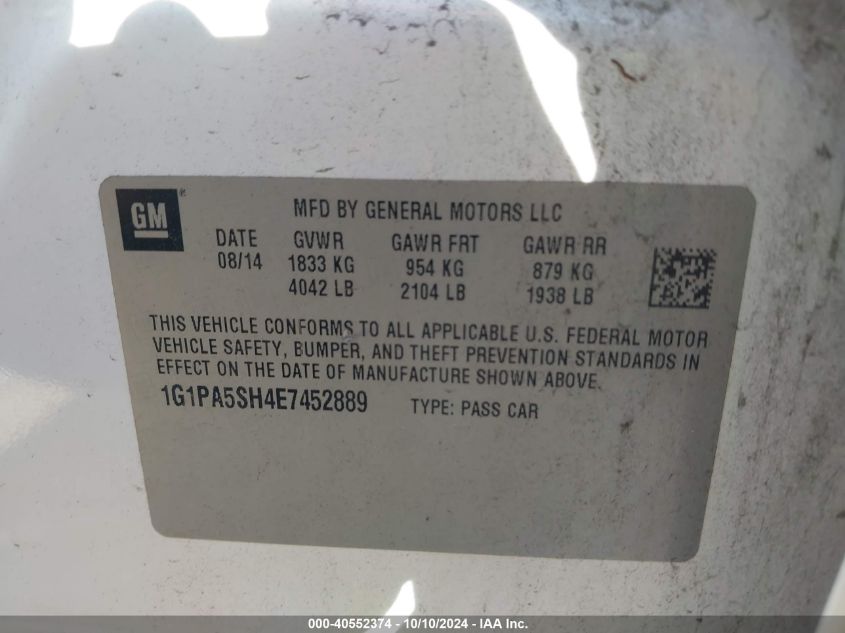 GM®
MFD BY GENERAL MOTORS LLC
DATE GVWR GAWR FRT GAWR RR
08/14 1833 KG 954 KG 879 KG
4042 LB 2104 LB 1938 LB
THIS VEHICLE CONFORMS TO ALL APPLICABLE U.S. FEDERAL MOTOR
VEHICLE SAFETY, BUMPER, AND THEFT PREVENTION STANDARDS IN
EFFECT ON THE DATE OF MANUFACTURE SHOWN ABOVE.
1G1PA5SH4E7452889 TYPE: PASS CAR
000-40552374 - 10/10/2024 - IAA Inc.